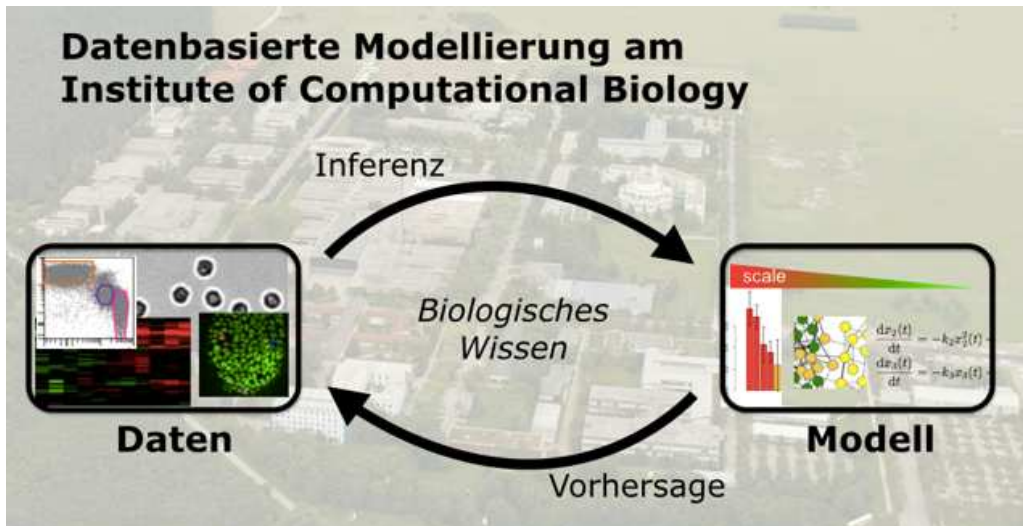 Datenbasierte Modellierung am
Institute of Computational Biology
Inferenz
scale
Biologisches
Wissen
Daten
Modell
Vorhersage